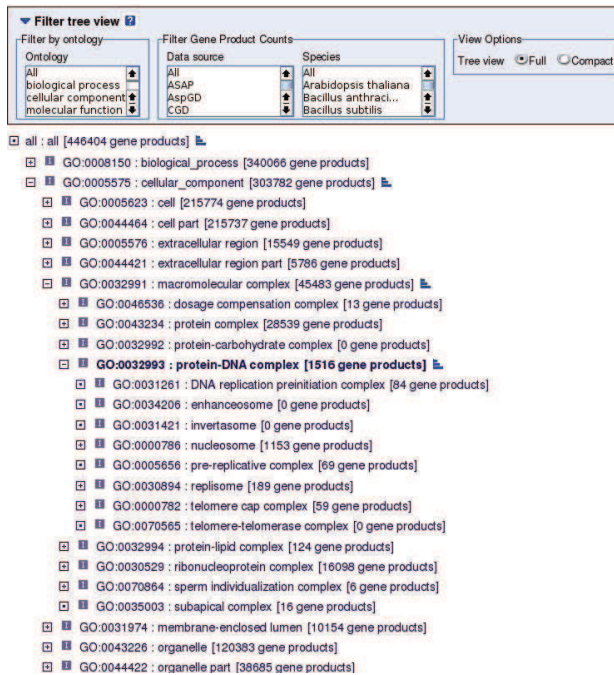 Filter tree view ?
Filter by ontology Filter Gene Product Counts View Options
Ontology Data source Species Tree view Full Compact
All All All
biological process ASAP Arabidopsis thaliana
cellular component AspGD Bacillus anthraci...
molecular function CGD Bacillus subtilis
all : all [446404 gene products]
GO:0008150 : biological_process [340066 gene products]
GO:0005575 : cellular_component [303782 gene products]
GO:0005623 : cell [215774 gene products]
GO:0044464 : cell part [215737 gene products]
GO:0005576 : extracellular region [15549 gene products]
GO:0044421 : extracellular region part [5786 gene products]
GO:0032991 : macromolecular complex [45483 gene products]
GO:0046536 : dosage compensation complex [13 gene products]
GO:0043234 : protein complex [28539 gene products]
GO:0032992 : protein-carbohydrate complex [0 gene products]
GO:0032993 : protein-DNA complex [1516 gene products]
GO:0031261 : DNA replication preinitiation complex [84 gene products]
GO:0034206 : enhanceosome [0 gene products]
GO:0031421 : invertasome [0 gene products]
GO:0000786 : nucleosome [1153 gene products]
GO:0005656 : pre-replicative complex [69 gene products]
GO:0030894 : replisome [189 gene products]
GO:0000782 : telomere cap complex [59 gene products]
GO:0070565 : telomere-telomerase complex [0 gene products]
GO:0032994 : protein-lipid complex [124 gene products]
GO:0030529 : ribonucleoprotein complex [16098 gene products]
GO:0070864 : sperm individualization complex [6 gene products]
GO:0035003 : subapical complex [16 gene products]
GO:0031974 : membrane-enclosed lumen [10154 gene products]
GO:0043226 : organelle [120383 gene products]
GO:0044422 : organelle part [38685 gene products]